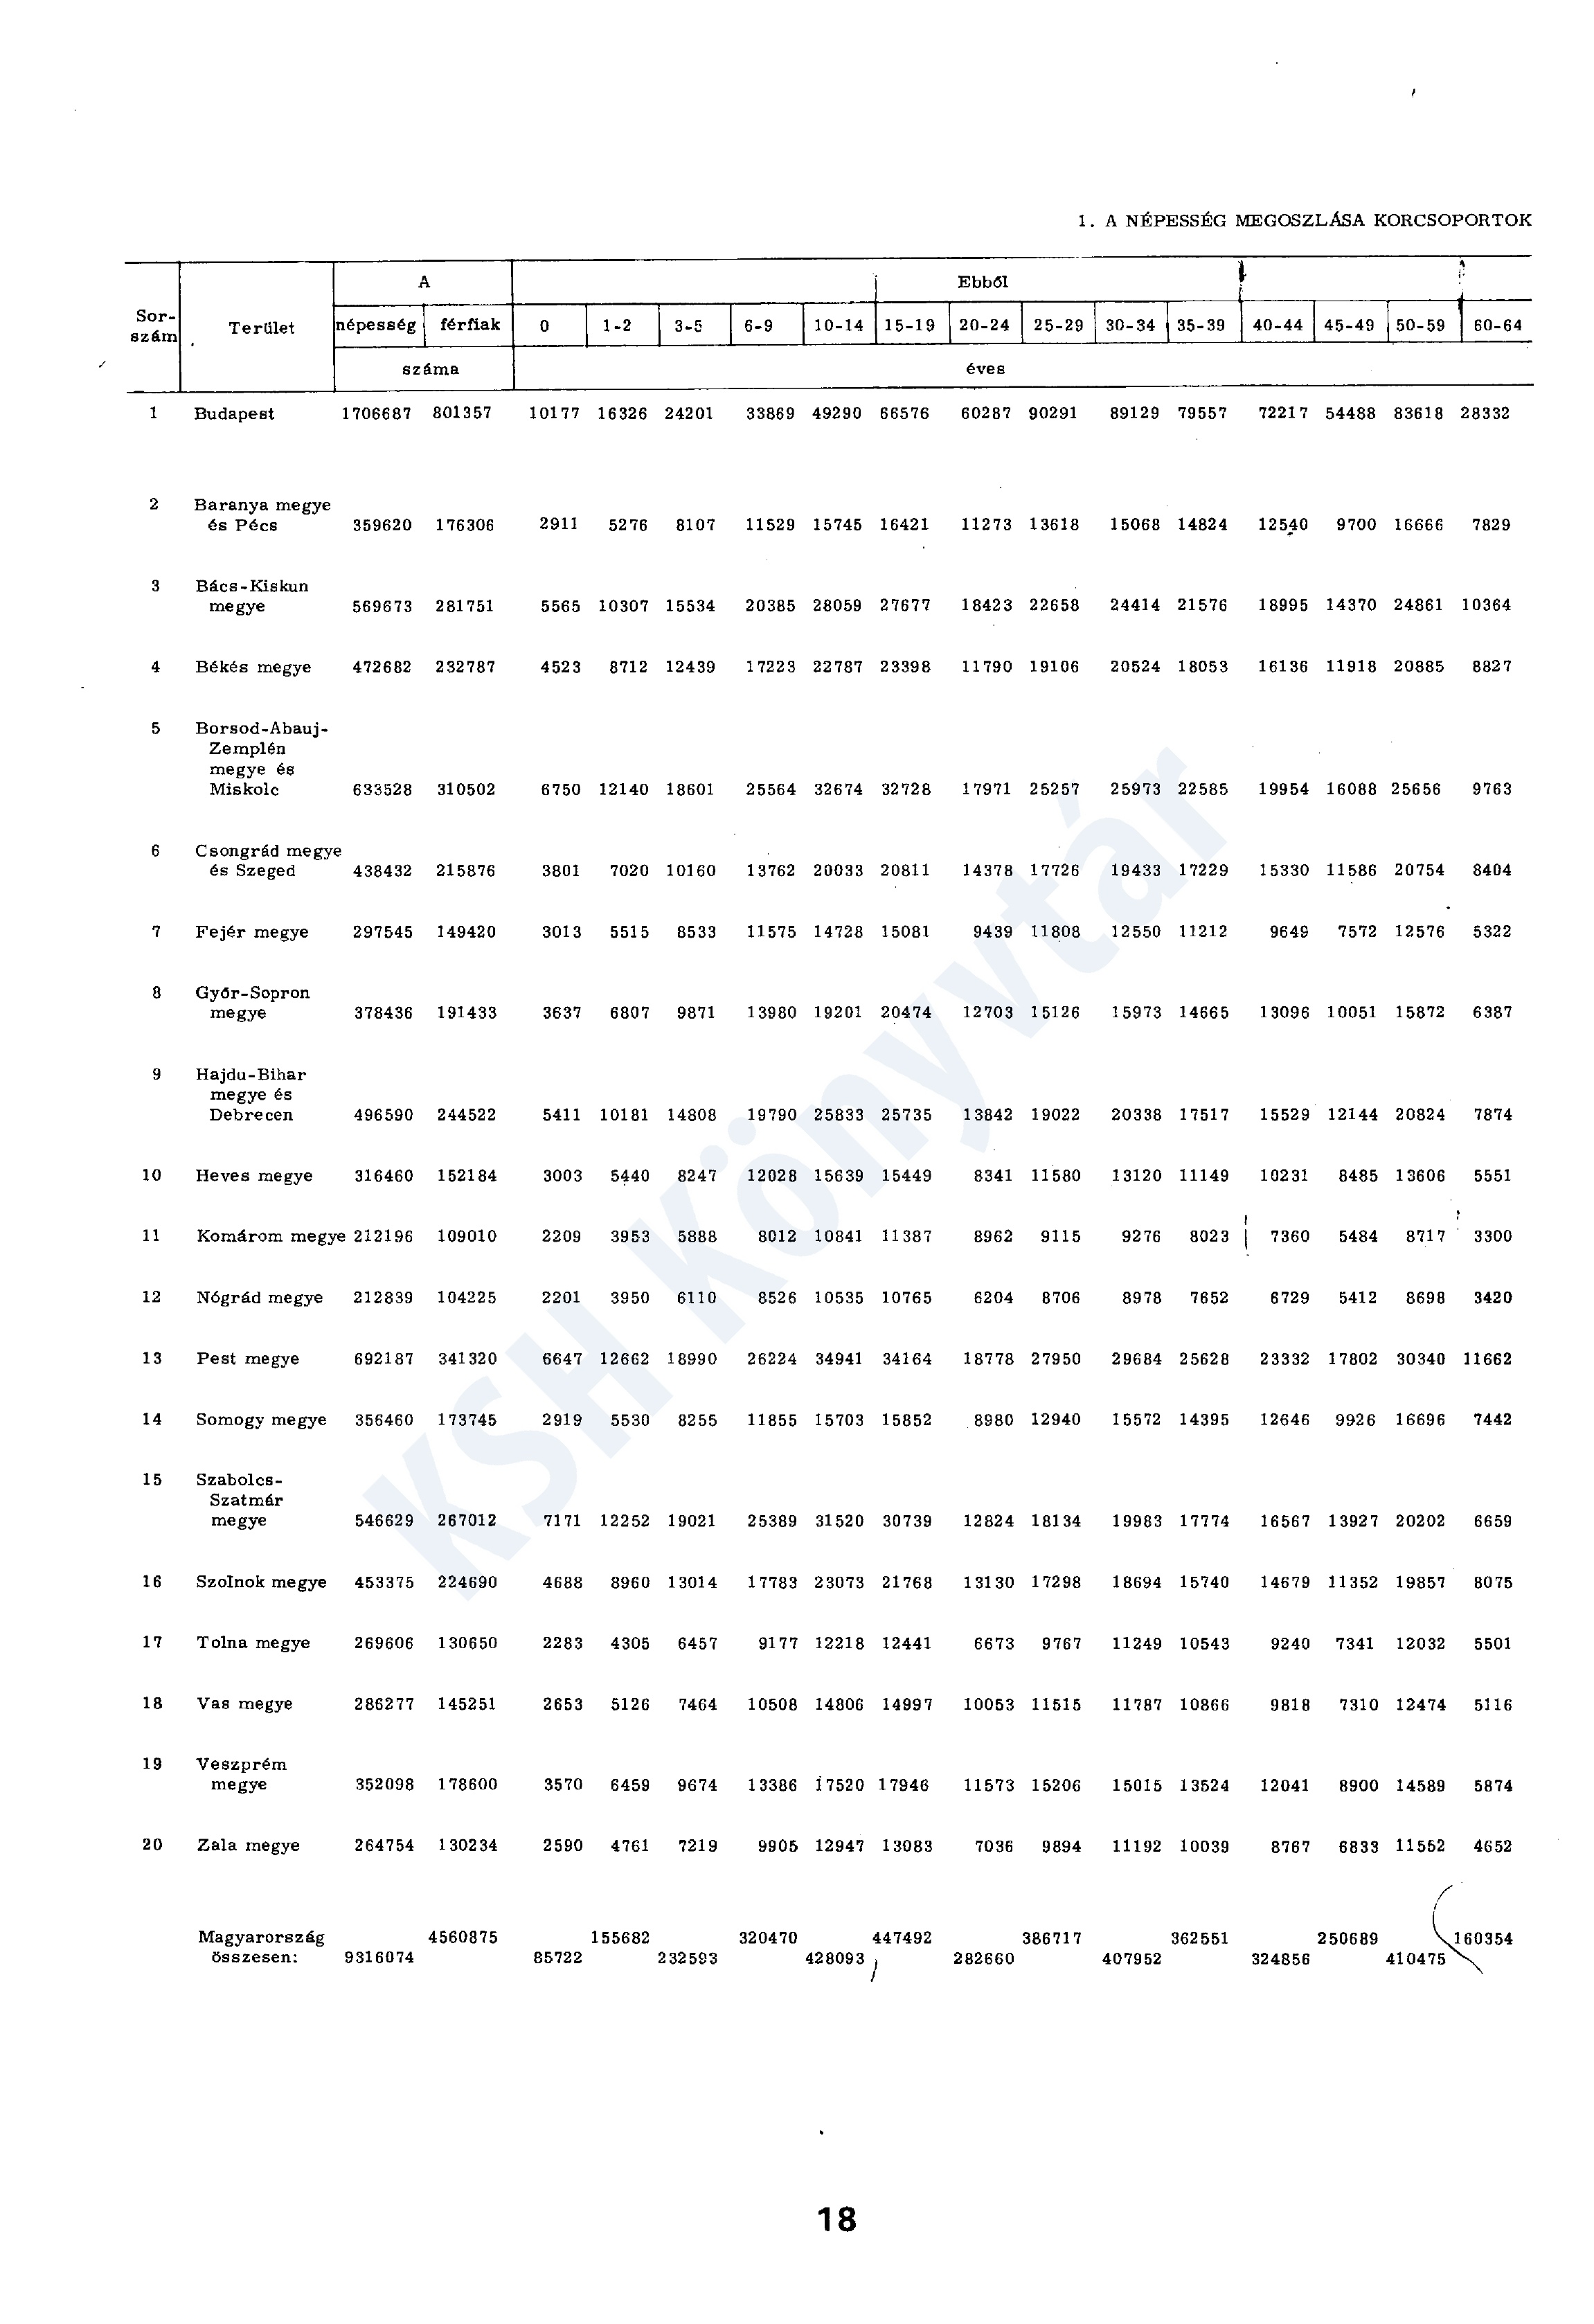 1. A NÉPESSÉG MEGOSZLÁSA KORCSOPORTOK
A Ebből
Sor-
szám Terület népesség férfiak 0 1-2 3-5 6-9 10-14 15-19 20-24 25-29 30-34 35-39 40-44 45-49 50-59 60-64
száma éves
1 Budapest 1706687 801357 10177 16326 24201 33869 49290 66576 60287 90291 89129 79557 72217 54488 83618 28332
2 Baranya megye
és Pécs 359620 176306 2911 5276 8107 11529 15745 16421 11273 13618 15068 14824 12540 9700 16666 7829
3 Bács-Kiskun
megye 569673 281751 5565 10307 15534 20385 28059 27677 18423 22658 24414 21576 18995 14370 24861 10364
4 Békés megye 472682 232787 4523 8712 12439 17223 22787 23398 11790 19106 20524 18053 16136 11918 20885 8827
5 Borsod-Abauj-
Zemplén
megye és
Miskolc 633528 310502 6750 12140 18601 25564 32674 32728 17971 25257 25973 22585 19954 16088 25656 9763
6 Csongrád megye
és Szeged 438432 215876 3801 7020 10160 13762 20033 20811 14378 17726 19433 17229 15330 11586 20754 8404
7 Fejér megye 297545 149420 3013 5515 8533 11575 14728 15081 9439 11808 12550 11212 9649 7572 12576 5322
8 Győr-Sopron
megye 378436 191433 3637 6807 9871 13980 19201 20474 12703 15126 15973 14665 13096 10051 15872 6387
9 Hajdu-Bihar
megye és
Debrecen 496590 244522 5411 10181 14808 19790 25833 25735 13842 19022 20338 17517 15529 12144 20824 7874
10 Heves megye 316460 152184 3003 5440 8247 12028 15639 15449 8341 11580 13120 11149 10231 8485 13606 5551
11 Komárom megye 212196 109010 2209 3953 5888 8012 10841 11387 8962 9115 9276 8023 7360 5484 8717 3300
12 Nógrád megye 212839 104225 2201 3950 6110 8526 10535 10765 6204 8706 8978 7652 6729 5412 8698 3420
13 Pest megye 692187 341320 6647 12662 18990 26224 34941 34164 18778 27950 29684 25628 23332 17802 30340 11662
14 Somogy megye 356460 173745 2919 5530 8255 11855 15703 15852 8980 12940 15572 14395 12646 9926 16696 7442
15 Szabolcs-
Szatmár
megye 546629 267012 7171 12252 19021 25389 31520 30739 12824 18134 19983 17774 16567 13927 20202 6659
16 Szolnok megye 453375 224690 4688 8960 13014 17783 23073 21768 13130 17298 18694 15740 14679 11352 19857 8075
17 Tolna megye 269606 130650 2283 4305 6457 9177 12218 12441 6673 9767 11249 10543 9240 7341 12032 5501
18 Vas megye 286277 145251 2653 5126 7464 10508 14806 14997 10053 11515 11787 10866 9818 7310 12474 5116
19 Veszprém
megye 352098 178600 3570 6459 9674 13386 17520 17946 11573 15206 15015 13524 12041 8900 14589 5874
20 Zala megye 264754 130234 2590 4761 7219 9905 12947 13083 7036 9894 11192 10039 8767 6833 11552 4652
Magyarország 4560875 155682 320470 447492 386717 362551 250689 160354
összesen: 9316074 85722 232593 428093 282660 407952 324856 410475
KSH Könyvtár
18